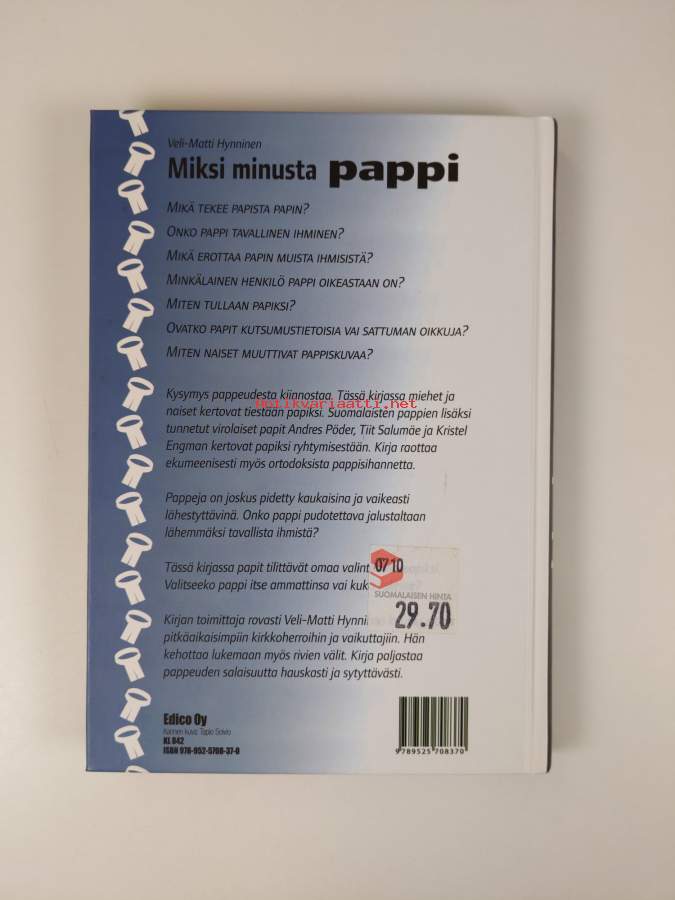 Veli-Matti Hynninen
Miksi minusta pappi
MIKÄ TEKEE PAPISTA PAPIN?
ONKO PAPPI TAVALLINEN IHMINEN?
MIKÄ EROTTAA PAPIN MUISTA IHMISISTÄ?
MINKÄLAINEN HENKILÖ PAPPI OIKEASTAAN ON?
MITEN TULLAAN PAPIKSI?
OVATKO PAPIT KUTSUMUSTIETOISIA VAI SATTUMAN OIKKUJA?
MITEN NAISET MUUTTIVAT PAPPISKUVAA?
Kysymys pappeudesta kiinnostaa. Tässä kirjassa miehet ja
antikvariaatti.net
naiset kertovat tiestään papiksi. Suomalaisten pappien lisäksi
tunnetut virolaiset papit Andres Põder, Tiit Salumäe ja Kristel
Engman kertovat papiksi ryhtymisestään. Kirja raottaa
ekumeenisesti myös ortodoksista pappisihannetta.
Pappeja on joskus pidetty kaukaisina ja vaikeasti
lähestyttävinä. Onko pappi pudotettava jalustaltaan
lähemmäksi tavallista ihmistä?
Tässä kirjassa papit tilittävät omaa
Valitseeko pappi itse ammattinsa vai
0710
SUOMALAISEN HINTA
29.70
Kirjan toimittaja rovasti Veli-Matti
pitkäaikaisimpiin kirkkoherroihin ja vaikuttajiin. Hän
kehottaa lukemaan myös rivien välit. Kirja paljastaa
pappeuden salaisuutta hauskasti ja sytyttävästi.
Edico Oy
Kannen kuva: Tapio
KL 842
ISBN 978-952-5708-37-0
9 789525 708370